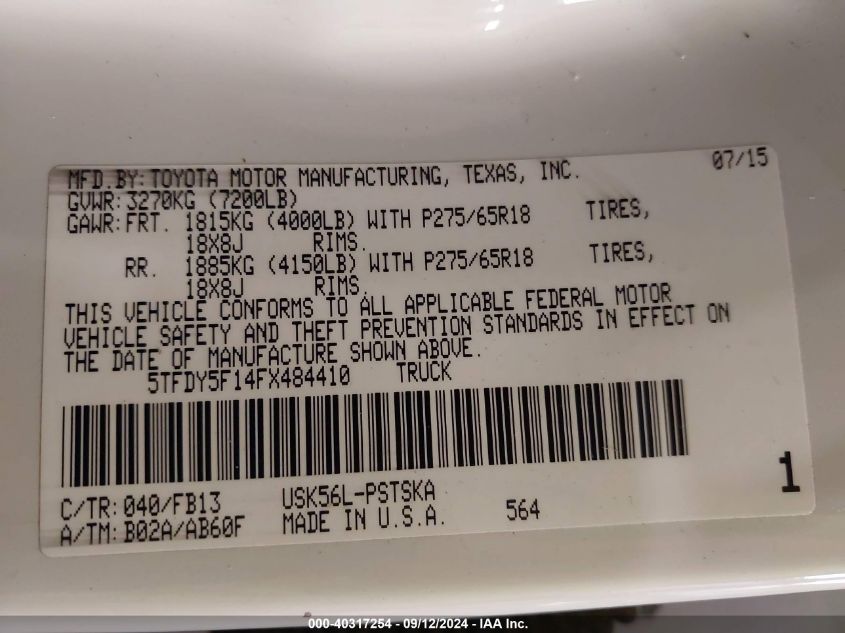 MFD.BY:TOYOTA MOTOR MANUFACTURING, TEXAS, INC. 07/15
GVWR:3270KG (7200LB)
GAWR:FRT. 1815KG (4000LB) WITH P275/65R18 TIRES,
18X8J RIMS.
RR. 1885KG (4150LB) WITH P275/65R18 TIRES,
18X8J RIMS.
THIS VEHICLE CONFORMS TO ALL APPLICABLE FEDERAL MOTOR
VEHICLE SAFETY AND THEFT PREVENTION STANDARDS IN EFFECT ON
THE DATE OF MANUFACTURE SHOWN ABOVE.
5TFDY5F14FX484410 TRUCK
1
C/TR:040/FB13 USK56L-PSTSKA
A/TM:B02A/AB60F MADE IN U.S.A. 564
000-40317254 - 09/12/2024 - IAA Inc.